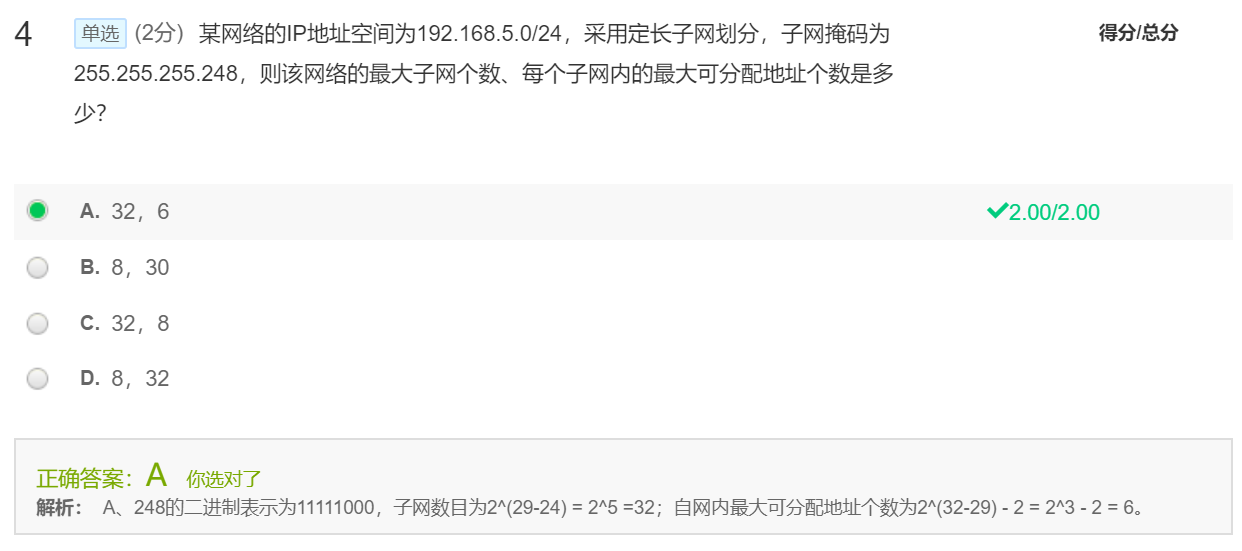 4 单选 (2分) 某网络的IP地址空间为192.168.5.0/24，采用定长子网划分，子网掩码为 得分/总分
255.255.255.248，则该网络的最大子网个数、每个子网内的最大可分配地址个数是多
少？
A. 32，6 2.00/2.00
B. 8，30
C. 32，8
D. 8，32
正确答案：A 你选对了
解析： A、248的二进制表示为11111000，子网数目为2^(29-24) = 2^5 =32；自网内最大可分配地址个数为2^(32-29) - 2 = 2^3 - 2 = 6。